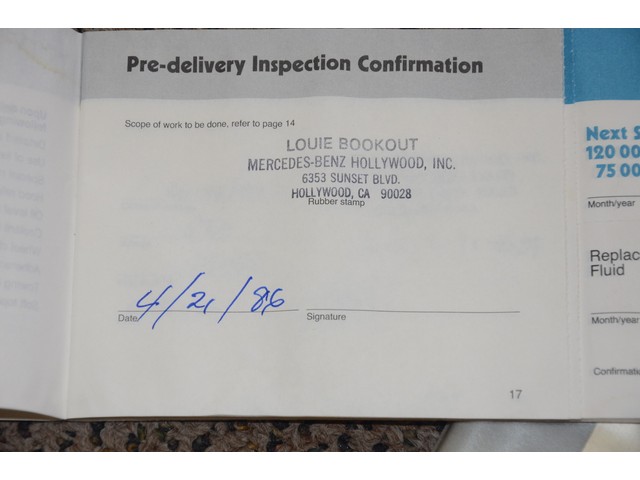 Pre-delivery Inspection Confirmation
Scope of work to be done, refer to page 14
LOUIE BOOKOUT
MERCEDES-BENZ HOLLYWOOD, INC.
6353 SUNSET BLVD.
HOLLYWOOD, CA 90028
Rubber stamp
4/2/86
Date
Signature
17
Next S
120 00
75 00
Month/year
Replac
Fluid
Month/year
Confirmati